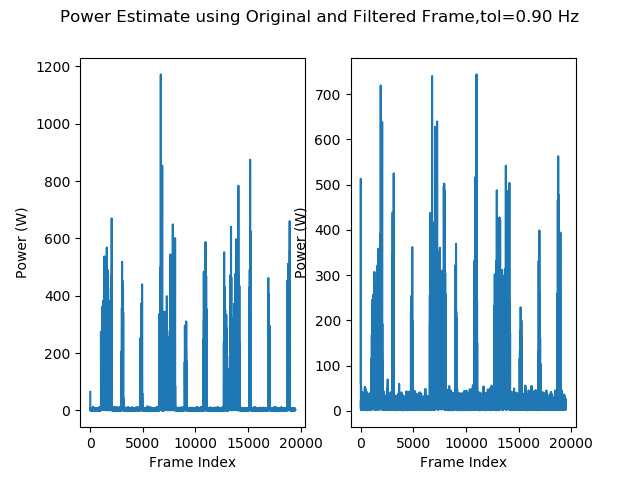 Power Estimate using Original and Filtered Frame,tol=0.90 Hz
Power (W)
1200
1000
800
600
400
200
0
0 5000 10000 15000 20000
Frame Index
Power (W)
700
600
500
400
300
200
100
0
0 5000 10000 15000 20000
Frame Index